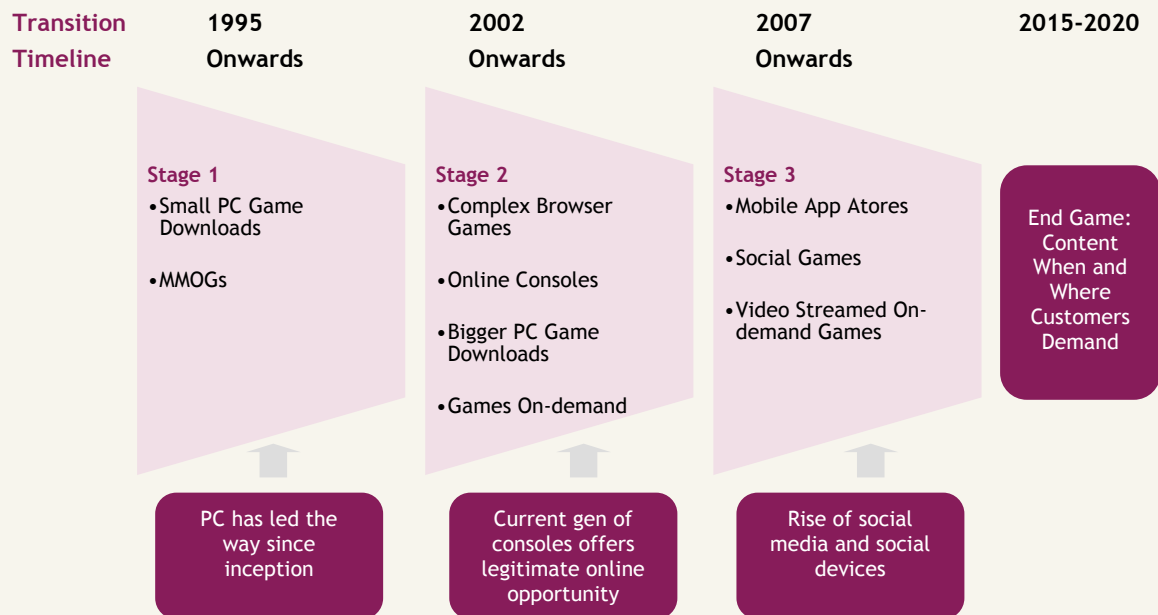 Transition
Timeline
1995
Onwards
2002
Onwards
2007
Onwards
2015-2020
Stage 1
•Small PC Game
Downloads
•MMOGs
Stage 2
•Complex Browser
Games
•Online Consoles
•Bigger PC Game
Downloads
•Games On-demand
Stage 3
•Mobile App Atores
•Social Games
•Video Streamed On-
demand Games
End Game:
Content
When and
Where
Customers
Demand
PC has led the
way since
inception
Current gen of
consoles offers
legitimate online
opportunity
Rise of social
media and social
devices